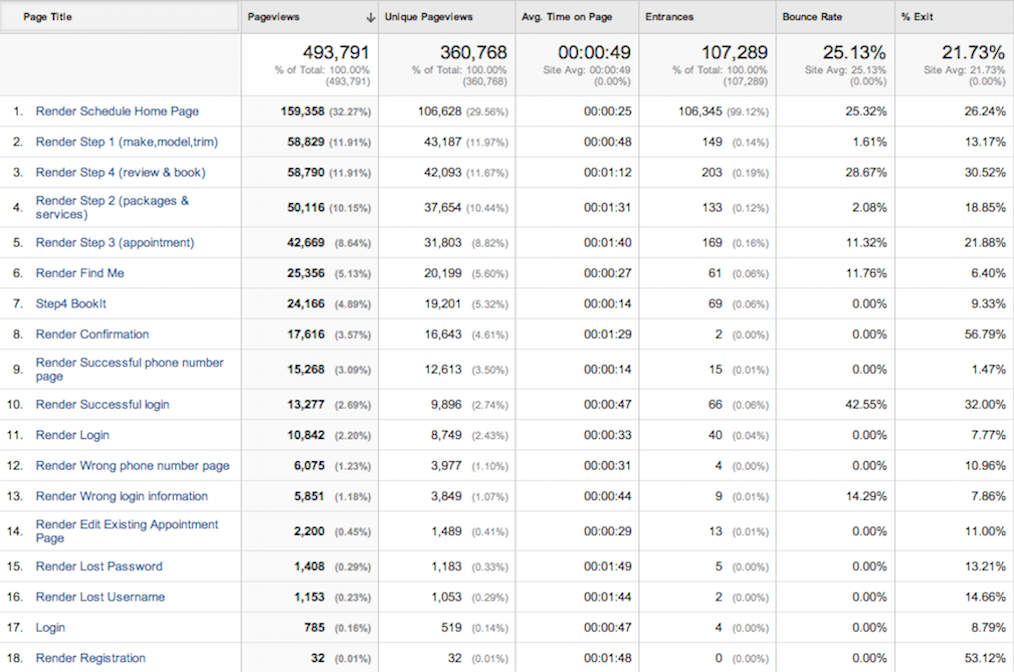 Page Title Pageviews Unique Pageviews Avg. Time on Page Entrances Bounce Rate % Exit
493,791 360,768 00:00:49 107,289 25.13% 21.73%
% of Total: 100.00% % of Total: 100.00% Site Avg: 00:00:49 % of Total: 100.00% Site Avg: 25.13% Site Avg: 21.73%
(493,791) (360,768) (0.00%) (107,289) (0.00%) (0.00%)
1. Render Schedule Home Page 159,358 (32.27%) 106,628 (29.56%) 00:00:25 106,345 (99.12%) 25.32% 26.24%
2. Render Step 1 (make,model,trim) 58,829 (11.91%) 43,187 (11.97%) 00:00:48 149 (0.14%) 1.61% 13.17%
3. Render Step 4 (review & book) 58,790 (11.91%) 42,093 (11.67%) 00:01:12 203 (0.19%) 28.67% 30.52%
4. Render Step 2 (packages &
services) 50,116 (10.15%) 37,654 (10.44%) 00:01:31 133 (0.12%) 2.08% 18.85%
5. Render Step 3 (appointment) 42,669 (8.64%) 31,803 (8.82%) 00:01:40 169 (0.16%) 11.32% 21.88%
6. Render Find Me 25,356 (5.13%) 20,199 (5.60%) 00:00:27 61 (0.06%) 11.76% 6.40%
7. Step4 BookIt 24,166 (4.89%) 19,201 (5.32%) 00:00:14 69 (0.06%) 0.00% 9.33%
8. Render Confirmation 17,616 (3.57%) 16,643 (4.61%) 00:01:29 2 (0.00%) 0.00% 56.79%
9. Render Successful phone number
page 15,268 (3.09%) 12,613 (3.50%) 00:00:14 15 (0.01%) 0.00% 1.47%
10. Render Successful login 13,277 (2.69%) 9,896 (2.74%) 00:00:47 66 (0.06%) 42.55% 32.00%
11. Render Login 10,842 (2.20%) 8,749 (2.43%) 00:00:33 40 (0.04%) 0.00% 7.77%
12. Render Wrong phone number page 6,075 (1.23%) 3,977 (1.10%) 00:00:31 4 (0.00%) 0.00% 10.96%
13. Render Wrong login information 5,851 (1.18%) 3,849 (1.07%) 00:00:44 9 (0.01%) 14.29% 7.86%
14. Render Edit Existing Appointment
Page 2,200 (0.45%) 1,489 (0.41%) 00:00:29 13 (0.01%) 0.00% 11.00%
15. Render Lost Password 1,408 (0.29%) 1,183 (0.33%) 00:01:49 5 (0.00%) 0.00% 13.21%
16. Render Lost Username 1,153 (0.23%) 1,053 (0.29%) 00:01:44 2 (0.00%) 0.00% 14.66%
17. Login 785 (0.16%) 519 (0.14%) 00:00:47 4 (0.00%) 0.00% 8.79%
18. Render Registration 32 (0.01%) 32 (0.01%) 00:01:48 0 (0.00%) 0.00% 53.12%